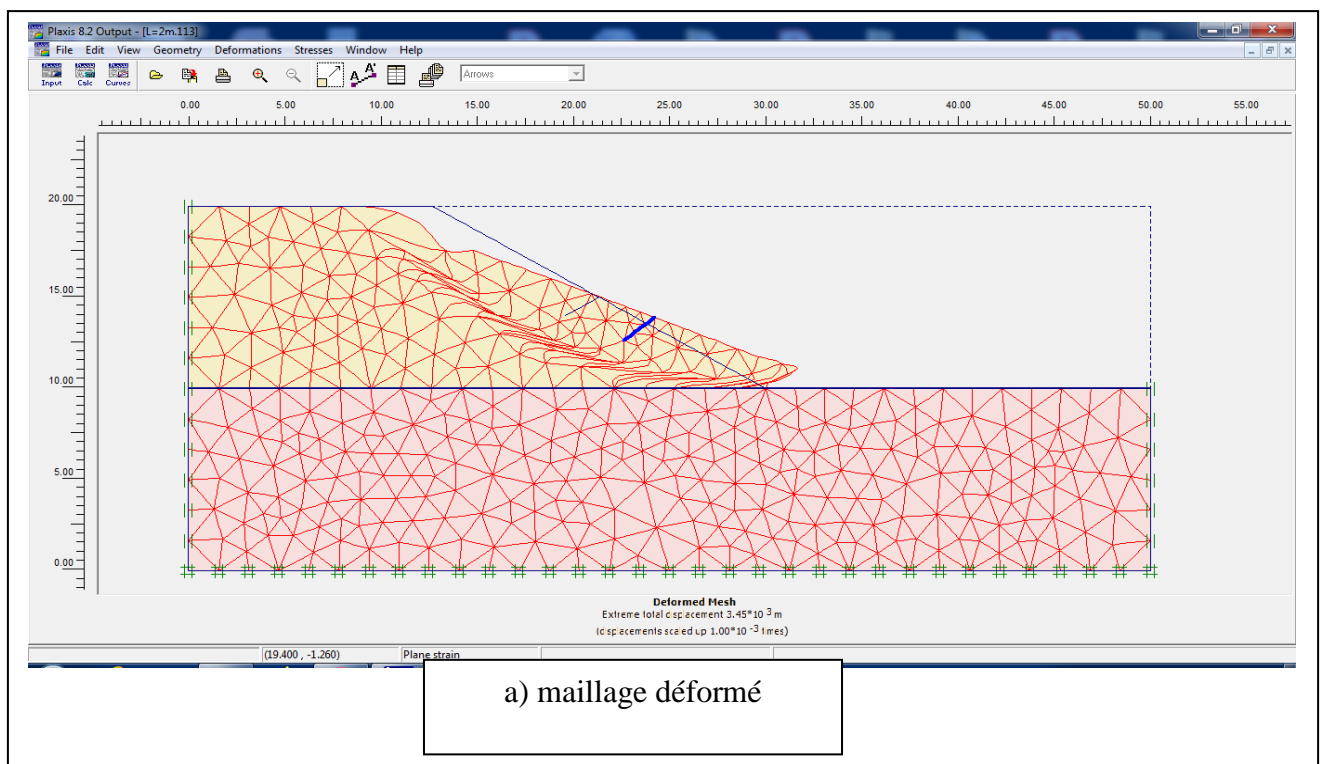 Plaxis 8.2 Output - [L=2m.113]
File Edit View Geometry Deformations Stresses Window Help
Input Calc Curves Arrows
0.00 5.00 10.00 15.00 20.00 25.00 30.00 35.00 40.00 45.00 50.00 55.00
20.00
15.00
10.00
5.00
0.00
Deformed Mesh
Extreme total displacement 3.45*10 3 m
(displacements scaled up 1.00*10 -3 times)
(19.400 , -1.260) Plane strain
a) maillage déformé